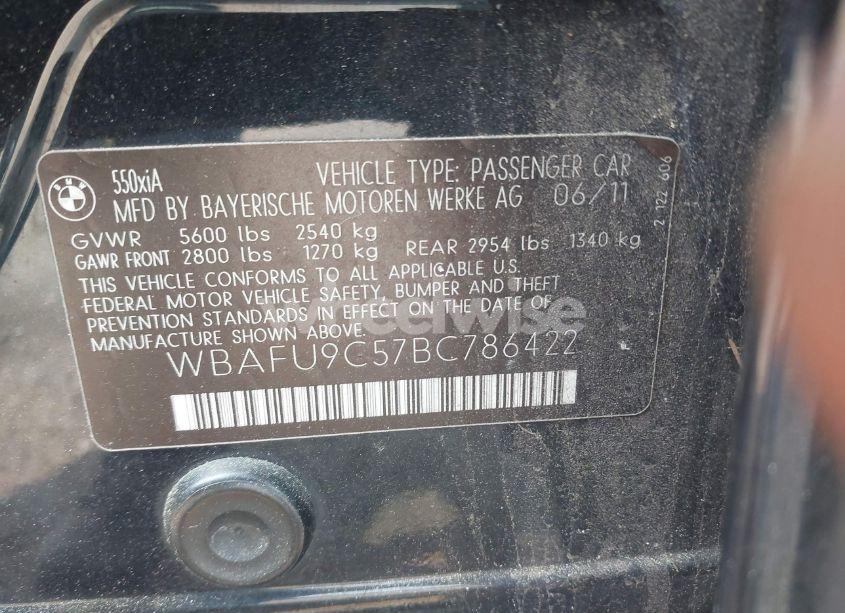 BMW
550xiA VEHICLE TYPE: PASSENGER CAR
MFD BY BAYERISCHE MOTOREN WERKE AG 06/11
GVWR 5600 lbs 2540 kg
GAWR FRONT 2800 lbs 1270 kg REAR 2954 lbs 1340 kg
THIS VEHICLE CONFORMS TO ALL APPLICABLE U.S.
FEDERAL MOTOR VEHICLE SAFETY, BUMPER AND THEFT
PREVENTION STANDARDS IN EFFECT ON THE DATE OF
MANUFACTURE SHOWN ABOVE.
WBAFU9C57BC786422
2 122 606
wheelwise